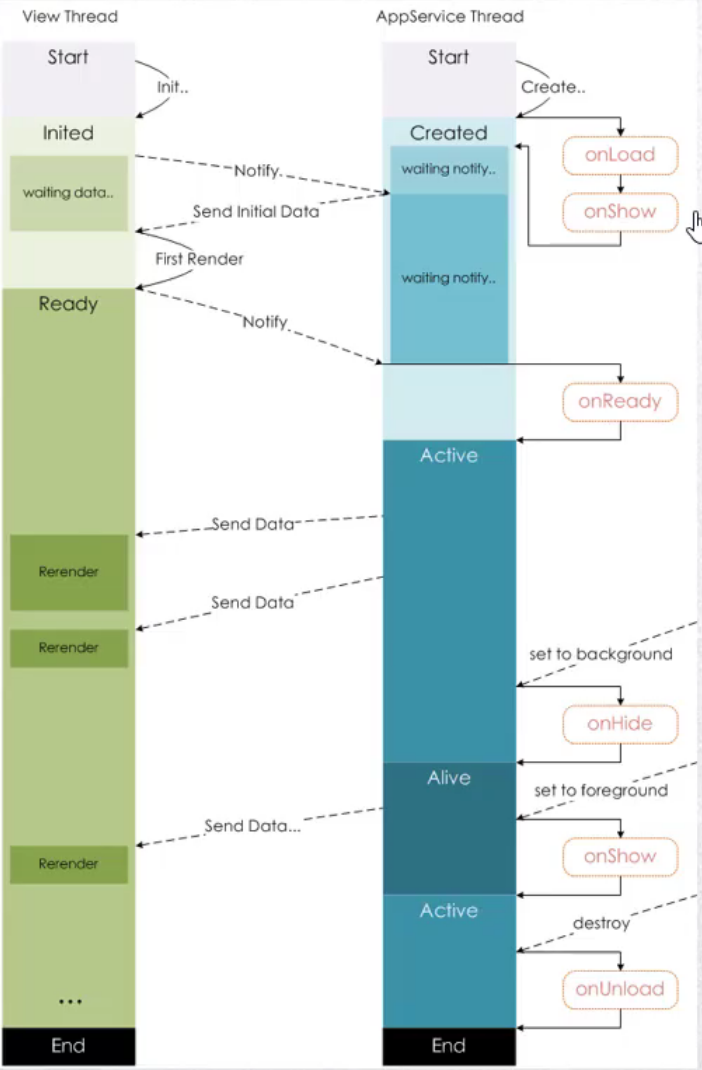 View Thread
AppService Thread
Start
Start
Init..
Create..
Inited
Created
onLoad
waiting data..
Notify
waiting notify..
Send Initial Data
onShow
First Render
waiting notify..
Ready
Notify
onReady
Active
Send Data
Rerender
Send Data
Rerender
set to background
onHide
Alive
set to foreground
Send Data...
Rerender
onShow
Active
destroy
onUnload
...
End
End